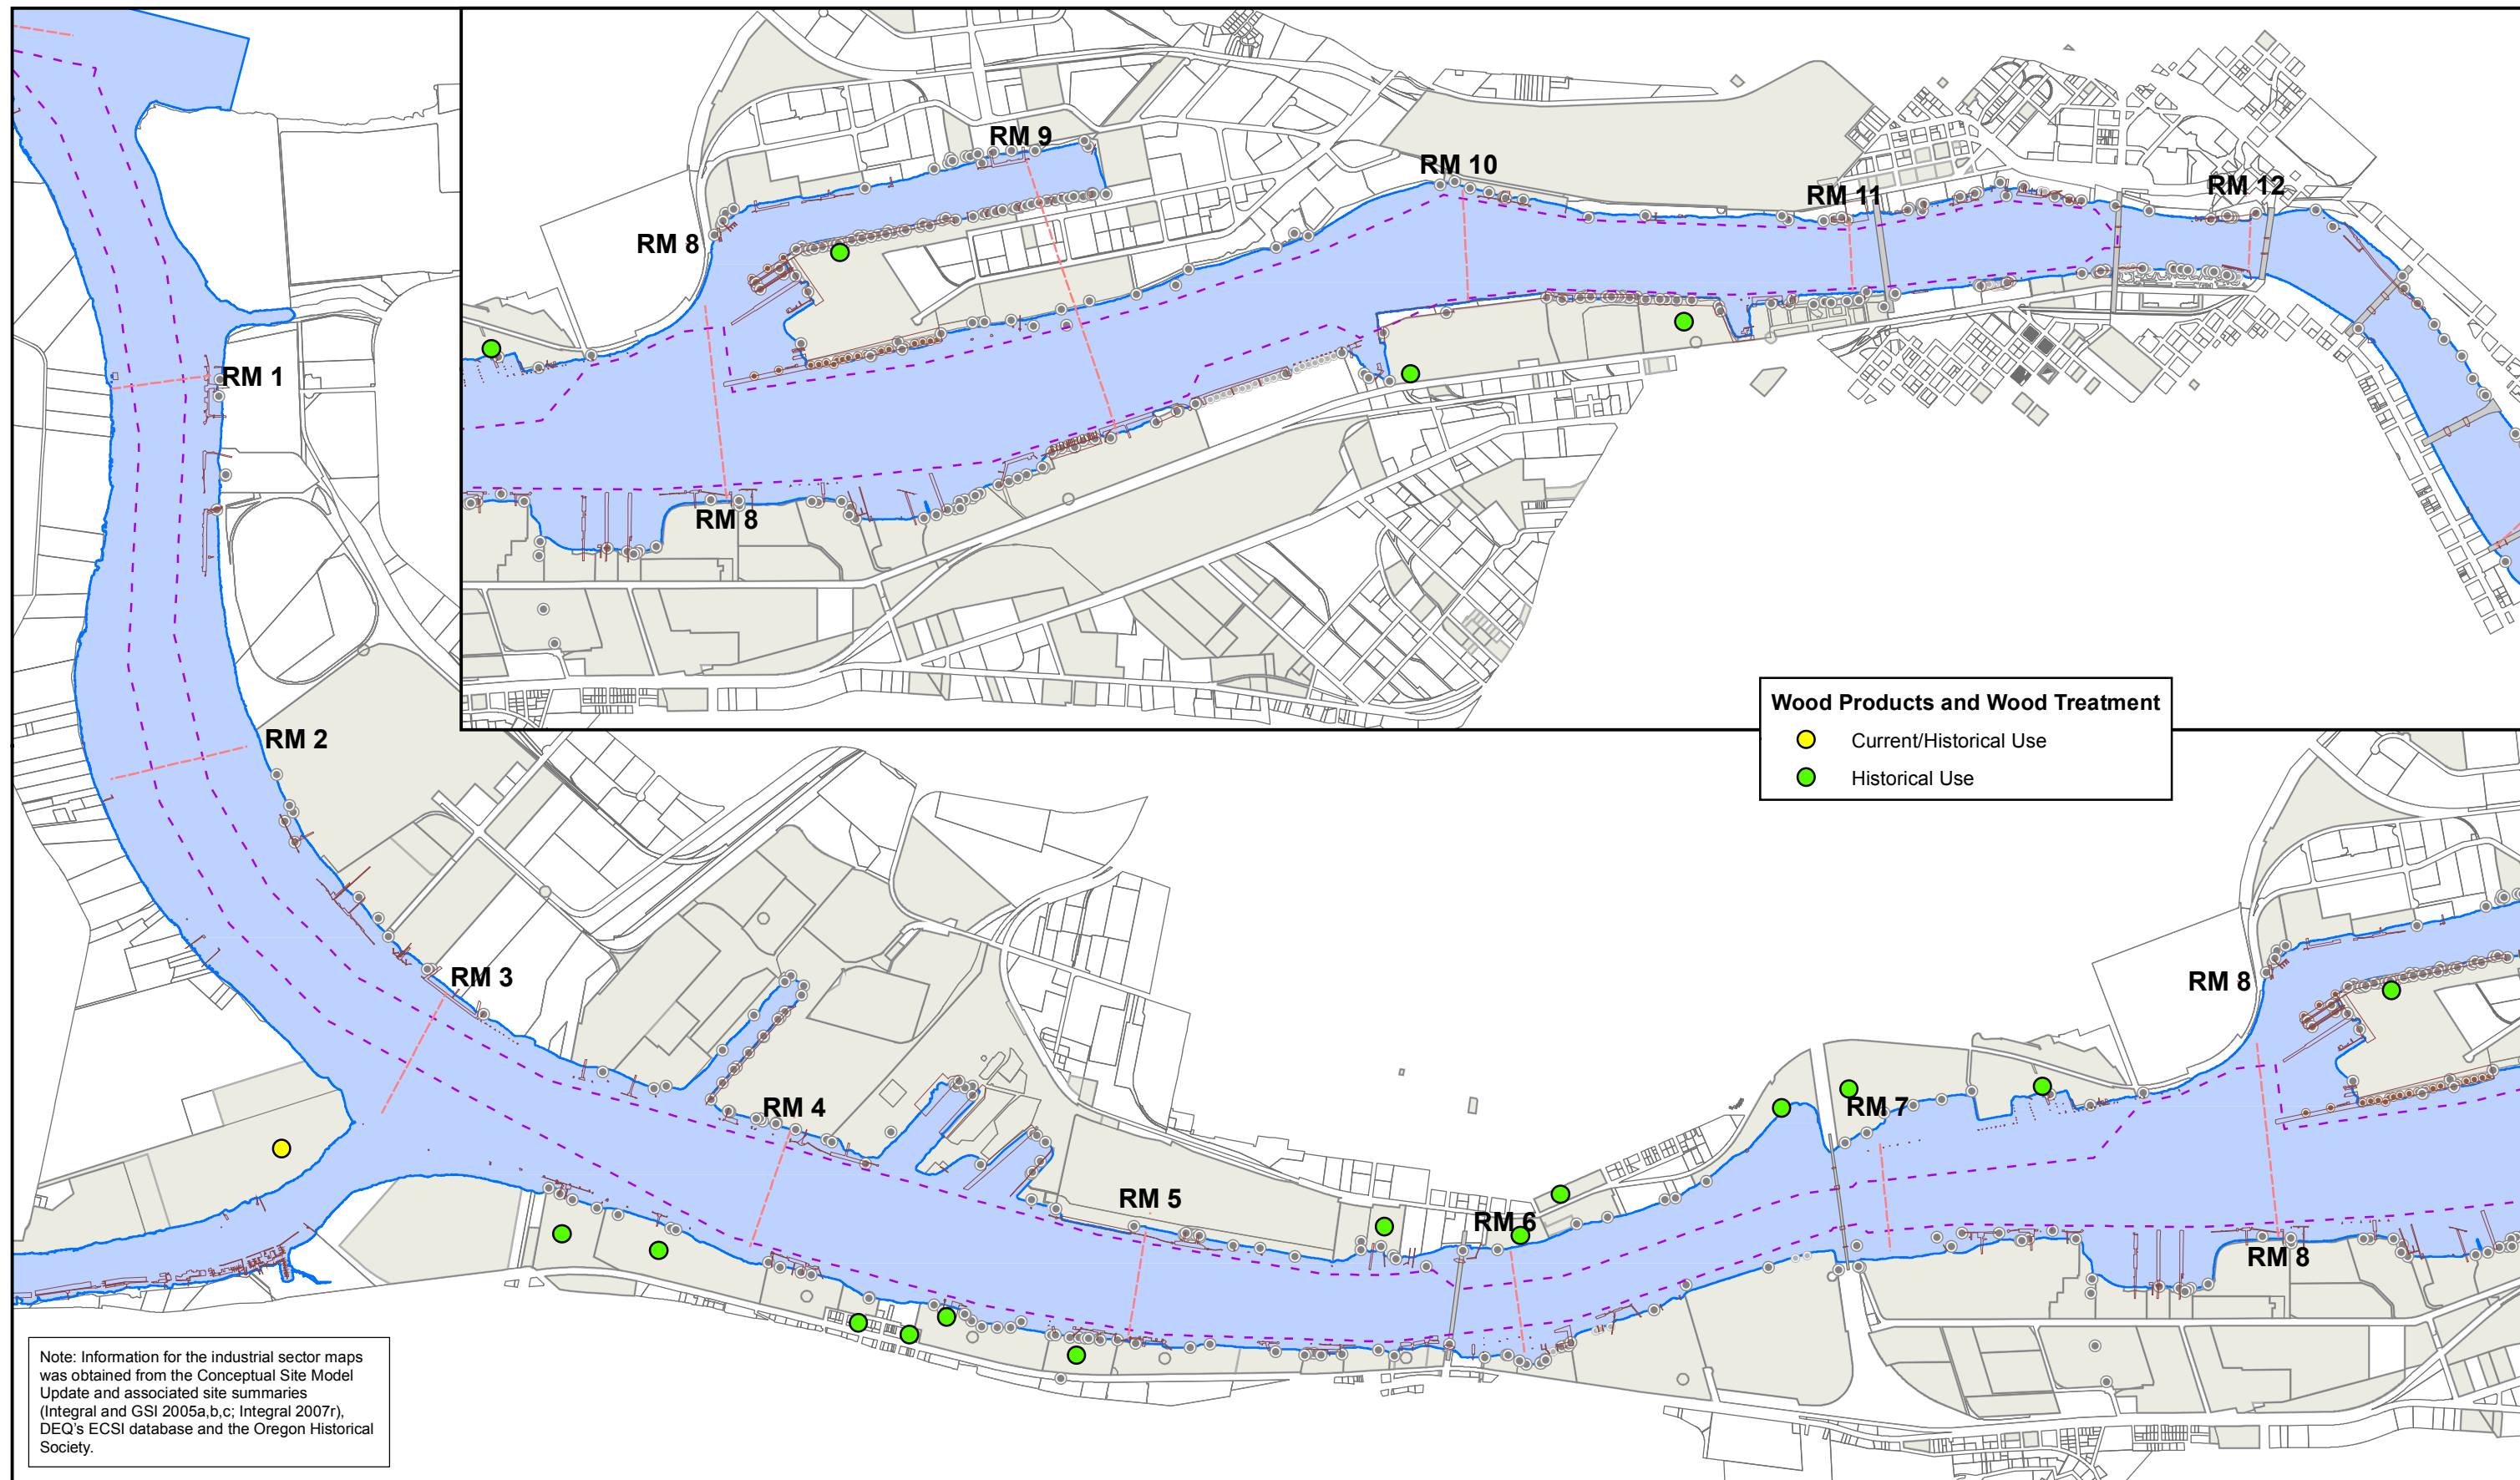 RM 9
RM 10
RM 11
RM 12
RM 8
RM 8
RM 1
RM 2
Wood Products and Wood Treatment
Current/Historical Use
Historical Use
RM 3
RM 4
RM 5
RM 6
RM 7
RM 8
RM 8
Note: Information for the industrial sector maps
was obtained from the Conceptual Site Model
Update and associated site summaries
(Integral and GSI 2005a,b,c; Integral 2007r),
DEQ's ECSI database and the Oregon Historical
Society.